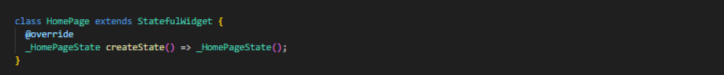 class HomePage extends StatefulWidget {
  @override
  _HomePageState createState() => _HomePageState();
}